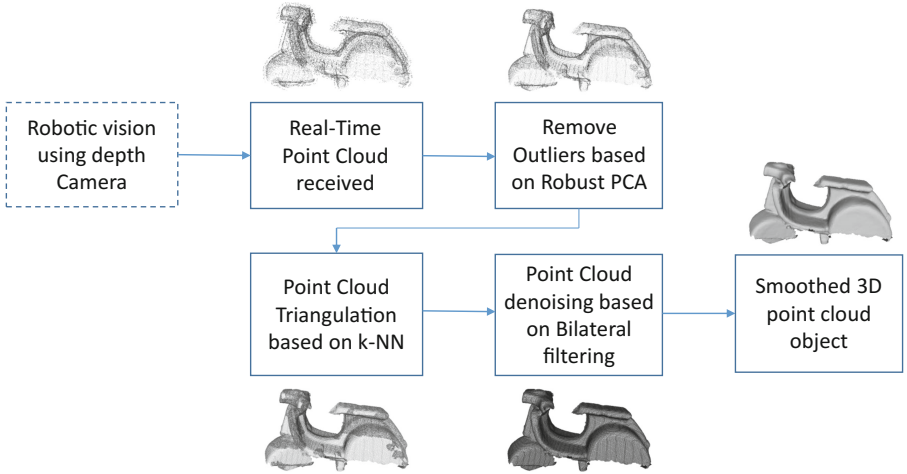 Robotic vision
using depth
Camera
Real-Time
Point Cloud
received
Remove
Outliers based
on Robust PCA
Point Cloud
Triangulation
based on k-NN
Point Cloud
denoising based
on Bilateral
filtering
Smoothed 3D
point cloud
object